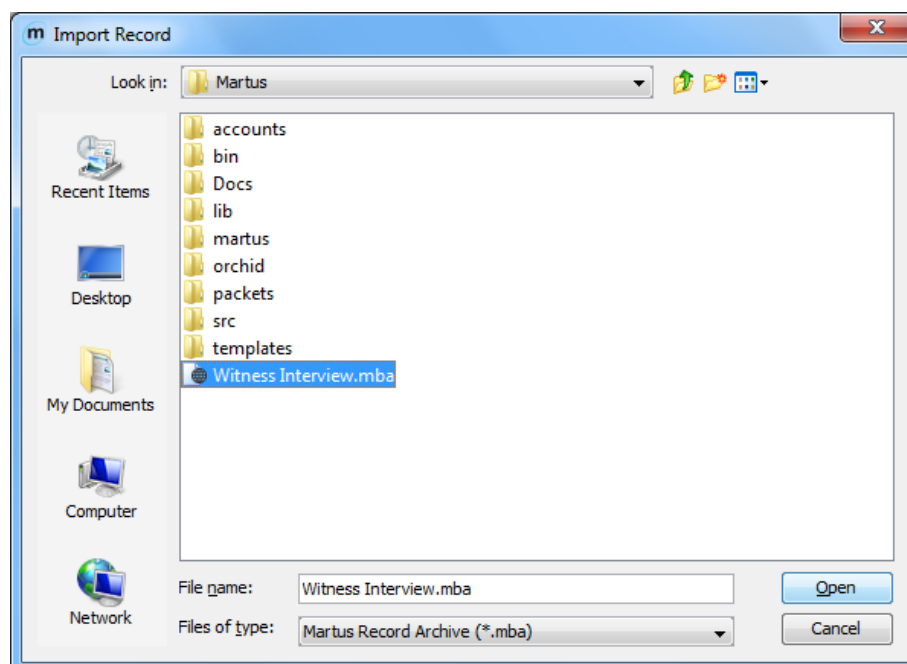 m Import Record
X
Look in: Martus
accounts
bin
Docs
lib
martus
orchid
packets
src
templates
Witness Interview.mba
Recent Items
Desktop
My Documents
Computer
Network
File name: Witness Interview.mba Open
Files of type: Martus Record Archive (*.mba) Cancel